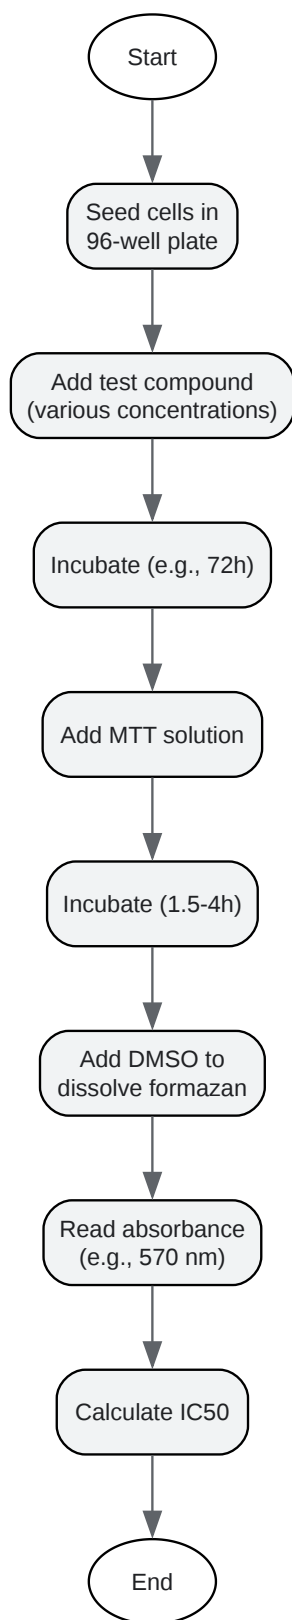 Start
Seed cells in
96-well plate
Add test compound
(various concentrations)
Incubate (e.g., 72h)
Add MTT solution
Incubate (1.5-4h)
Add DMSO to
dissolve formazan
Read absorbance
(e.g., 570 nm)
Calculate IC50
End